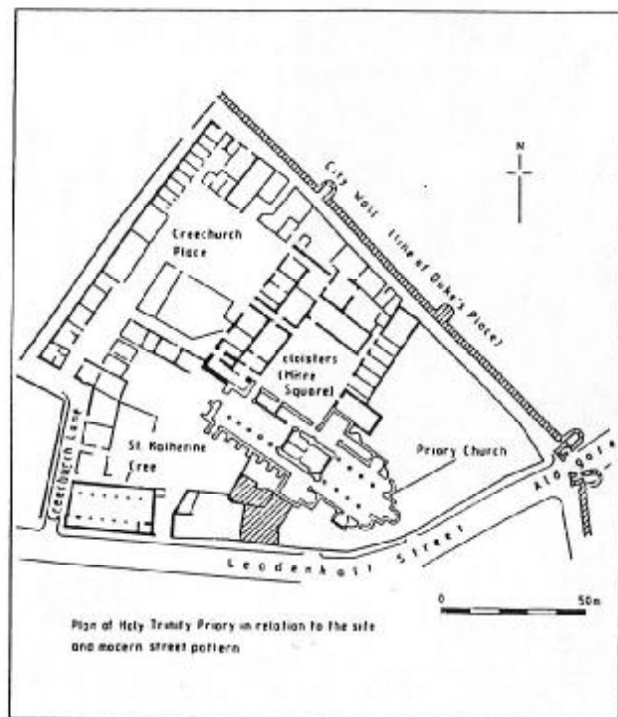 N
City Wall (line of Duke's Place)
Creechurch
Place
cloisters
(Mitre
Square)
Creechurch Lane
St. Katherine
Cree
Priory Church
Aldgate
Leadenhall Street
0 50m
Plan of Holy Trinity Priory in relation to the site
and modern street pattern